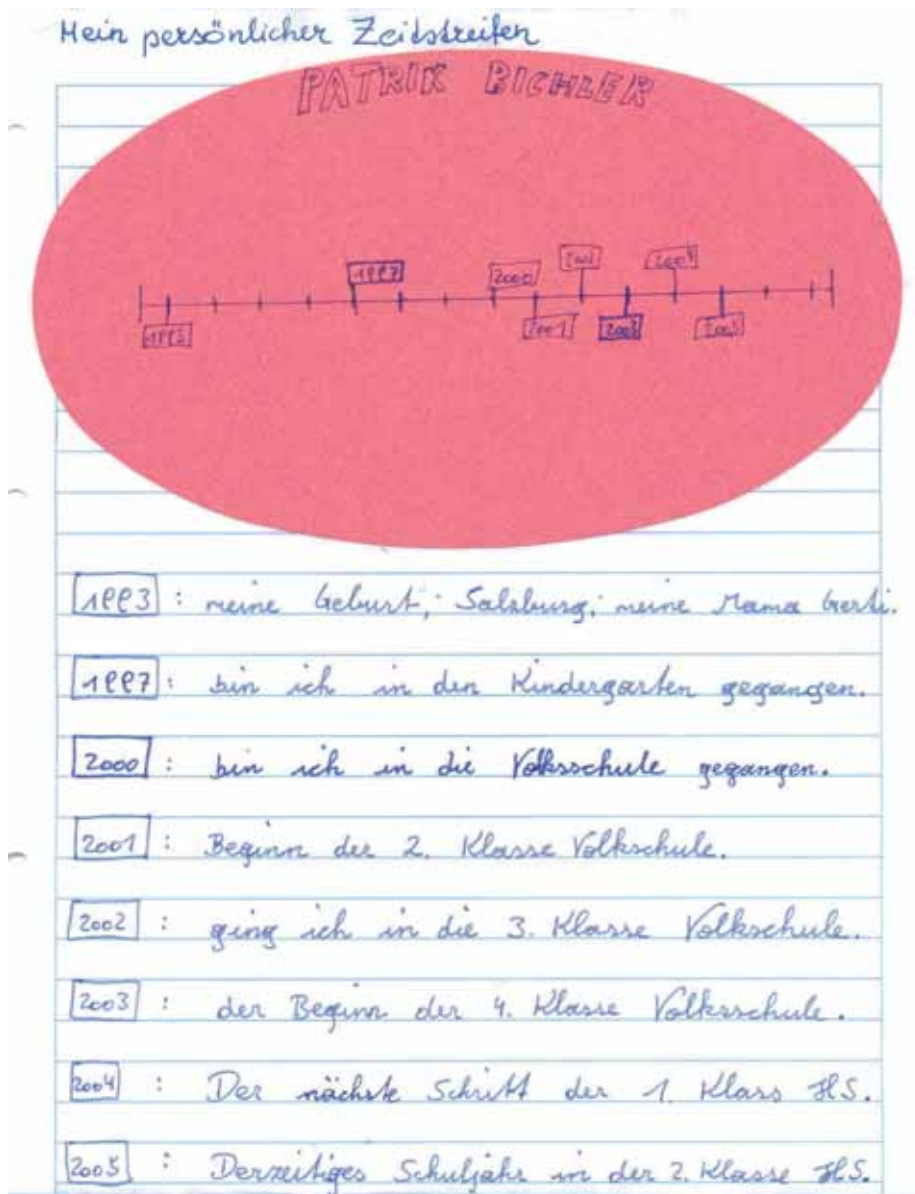 Mein persönlicher Zeitstreifen
PATRIK BICHLER
1997 2000 2002 2004
1993 2001 2003 2005
1993 : meine Geburt, Salzburg, meine Mama Gerti.
1997 : bin ich in den Kindergarten gegangen.
2000 : bin ich in die Volksschule gegangen.
2001 : Beginn der 2. Klasse Volkschule.
2002 : ging ich in die 3. Klasse Volkschule.
2003 : der Beginn der 4. Klasse Volksschule.
2004 : Der nächste Schritt der 1. Klass HS.
2005 : Derzeitiges Schuljahr in der 2. Klasse HS.